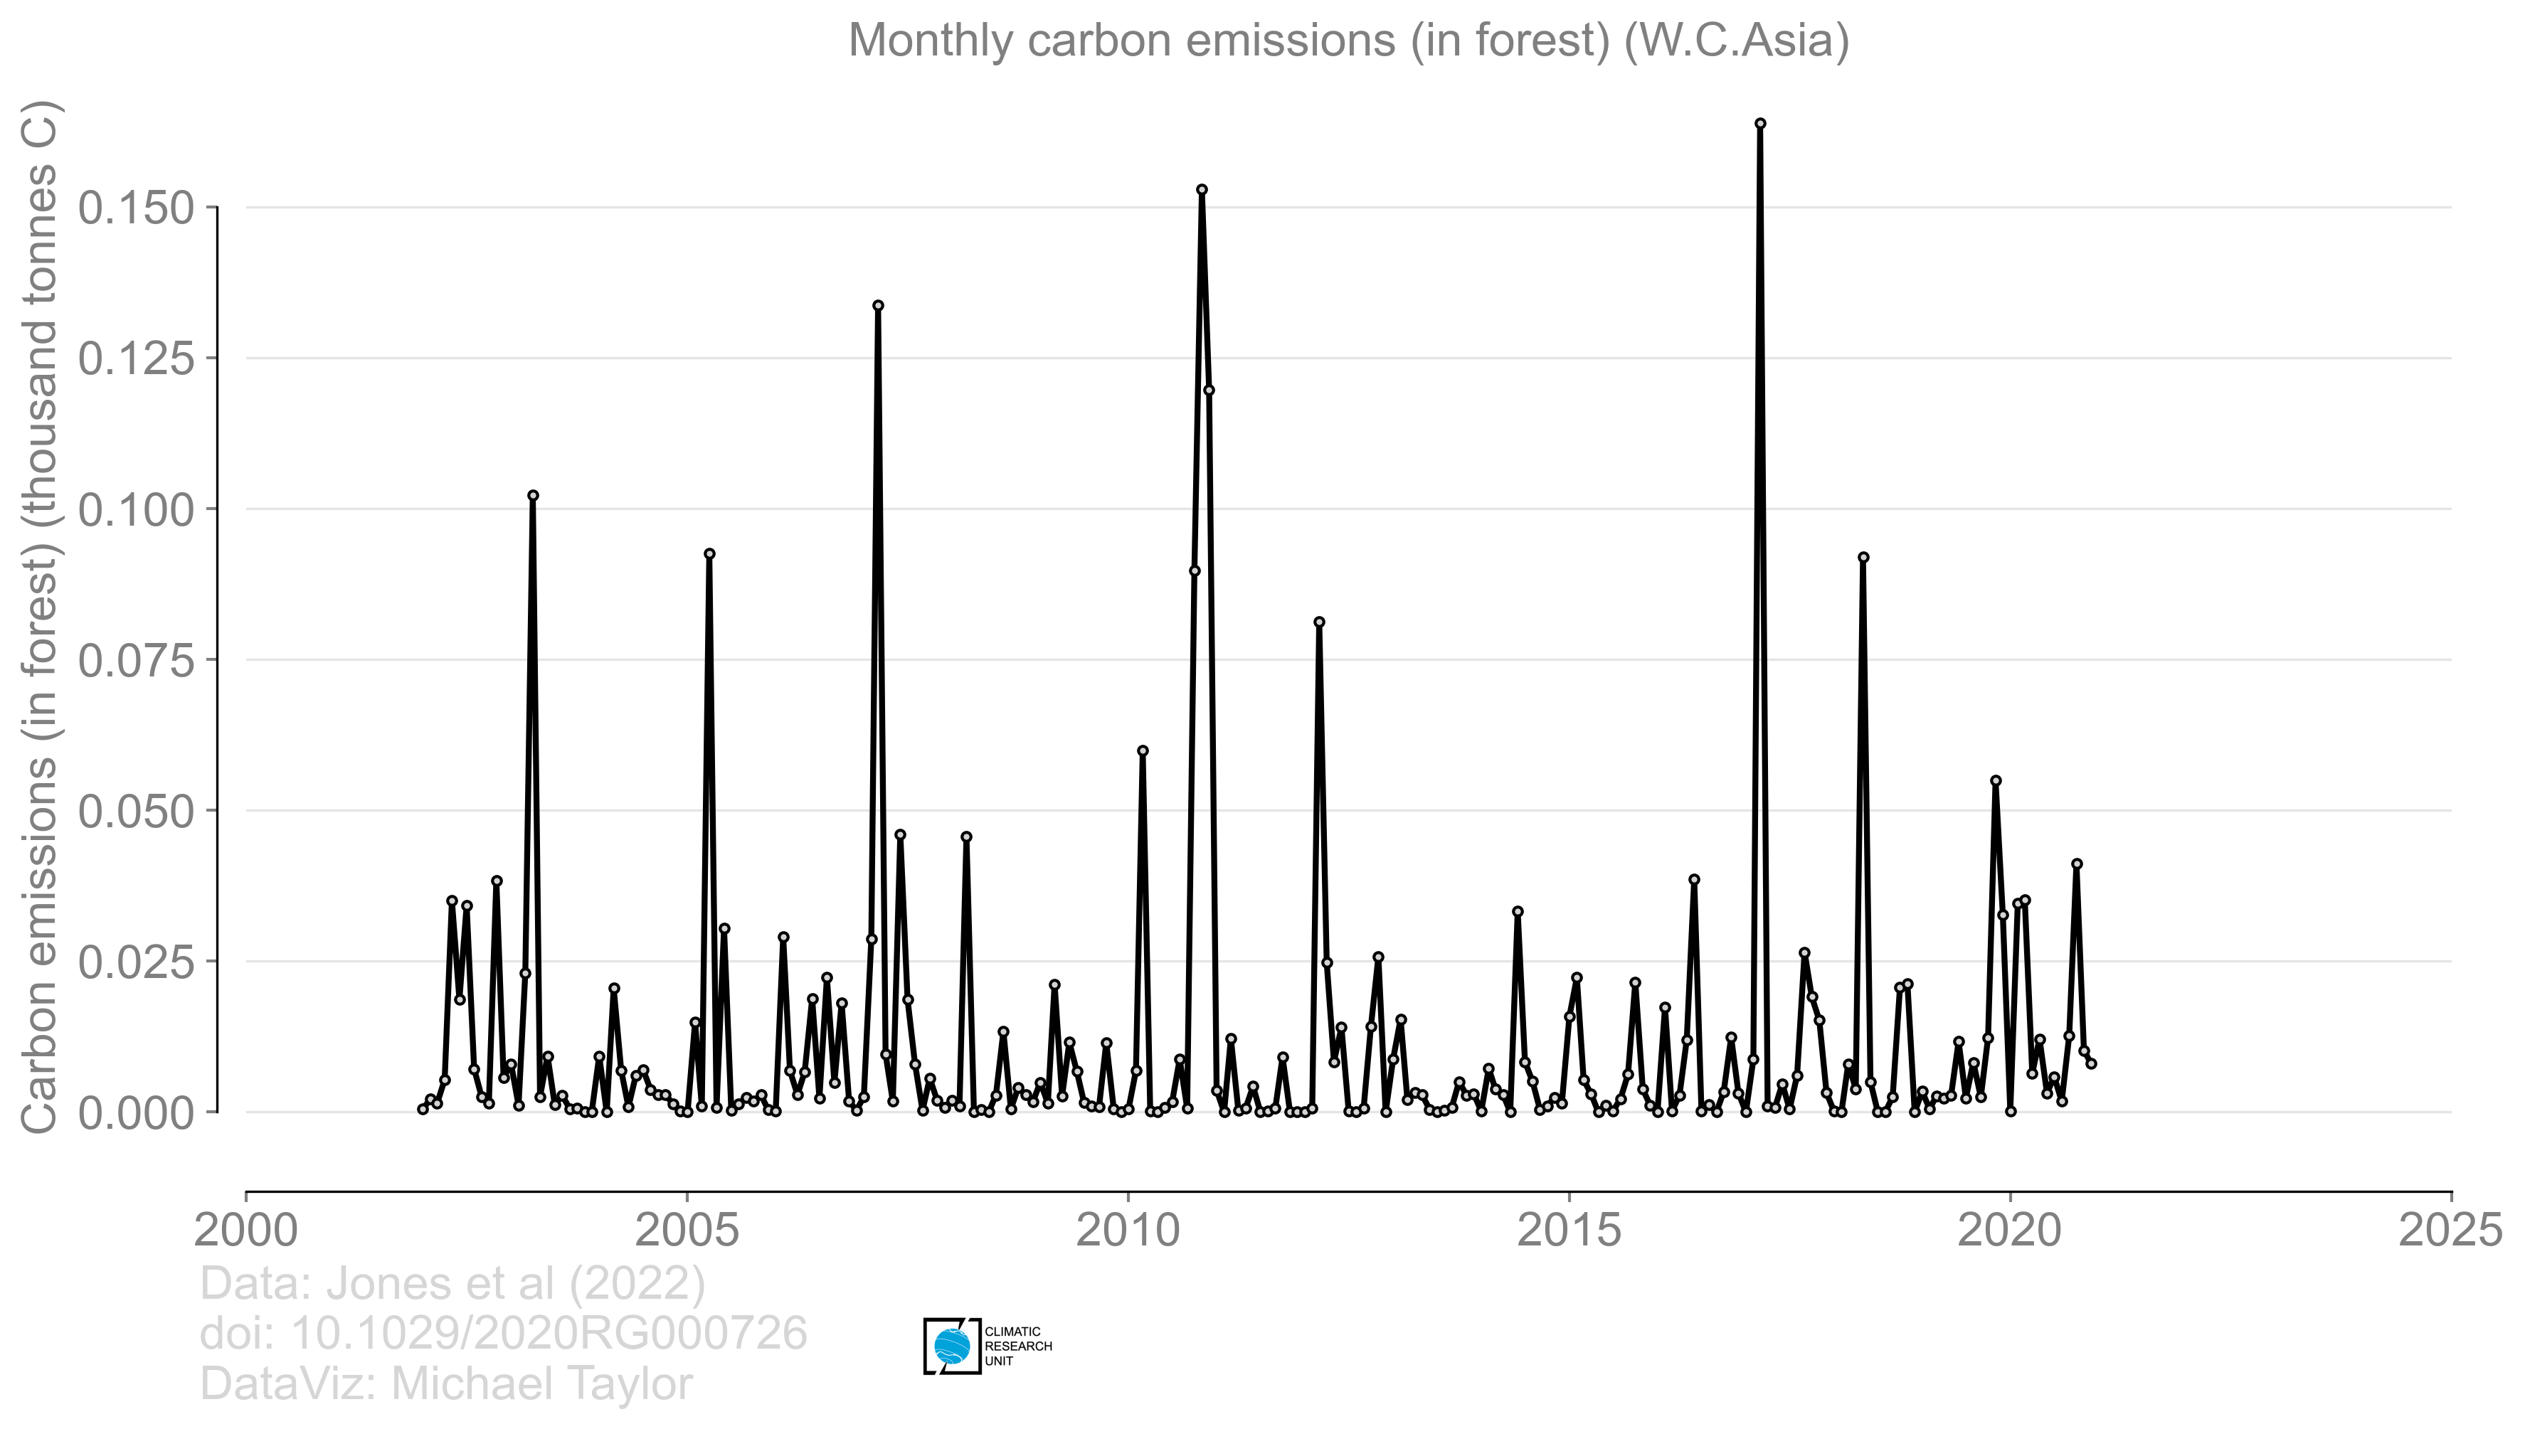 Monthly carbon emissions (in forest) (W.C.Asia)
Carbon emissions (in forest) (thousand tonnes C)
0.150
0.125
0.100
0.075
0.050
0.025
0.000
2000 2005 2010 2015 2020 2025
Data: Jones et al (2022)
doi: 10.1029/2020RG000726
DataViz: Michael Taylor
CLIMATIC
RESEARCH
UNIT